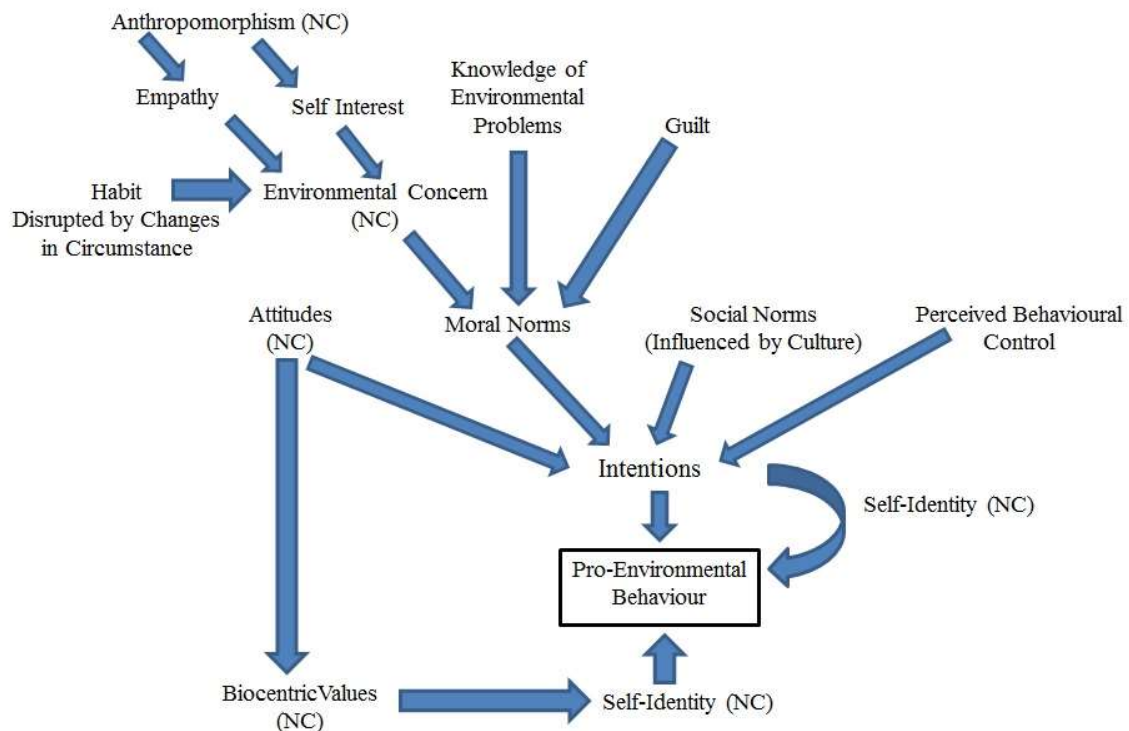 Anthropomorphism (NC)
Empathy
Self Interest
Knowledge of
Environmental
Problems
Guilt
Habit
Disrupted by Changes
in Circumstance
Environmental Concern
(NC)
Attitudes
(NC)
Moral Norms
Social Norms
(Influenced by Culture)
Perceived Behavioural
Control
Intentions
Self-Identity (NC)
Pro-Environmental
Behaviour
BiocentricValues
(NC)
Self-Identity (NC)